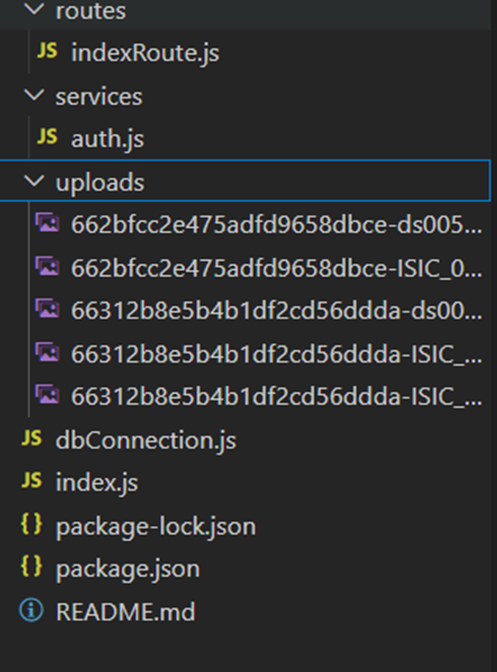 routes
JS indexRoute.js
services
JS auth.js
uploads
662bfcc2e475adfd9658dbce-ds005...
662bfcc2e475adfd9658dbce-ISIC_0...
66312b8e5b4b1df2cd56ddda-ds00...
66312b8e5b4b1df2cd56ddda-ISIC_...
66312b8e5b4b1df2cd56ddda-ISIC_...
JS dbConnection.js
JS index.js
{} package-lock.json
{} package.json
README.md